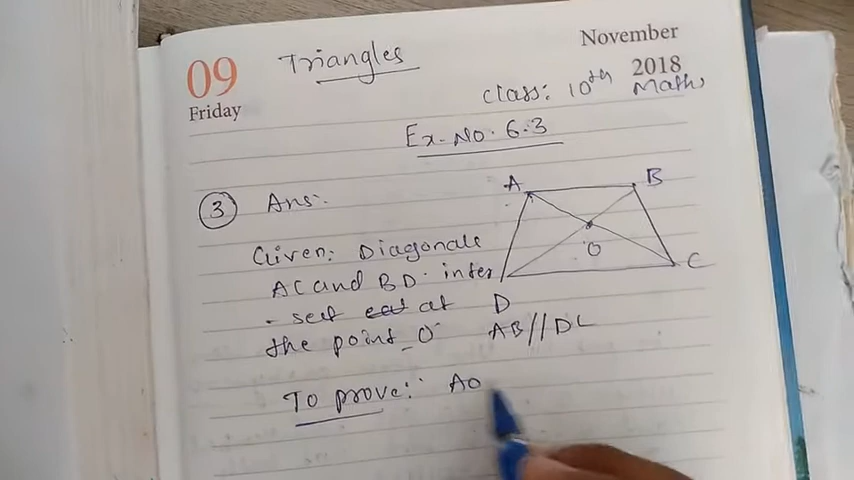 09
Friday
Triangles
November
2018
Class: 10th Maths
Ex. No. 6.3
3 Ans:
A
B
O
C
D
Given: Diagonals
AC and BD. inter
- sect at
the point O
AB//DC
To prove: AO